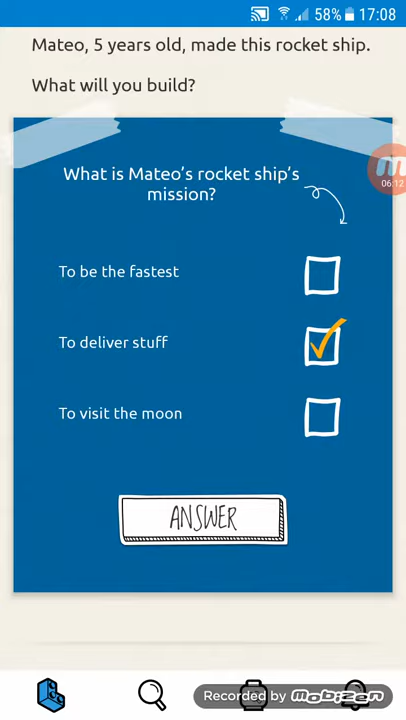 58% 17:08
Mateo, 5 years old, made this rocket ship.
What will you build?
What is Mateo's rocket ship's
mission?
06:12
To be the fastest
To deliver stuff
To visit the moon
ANSWER
Recorded by mobizen